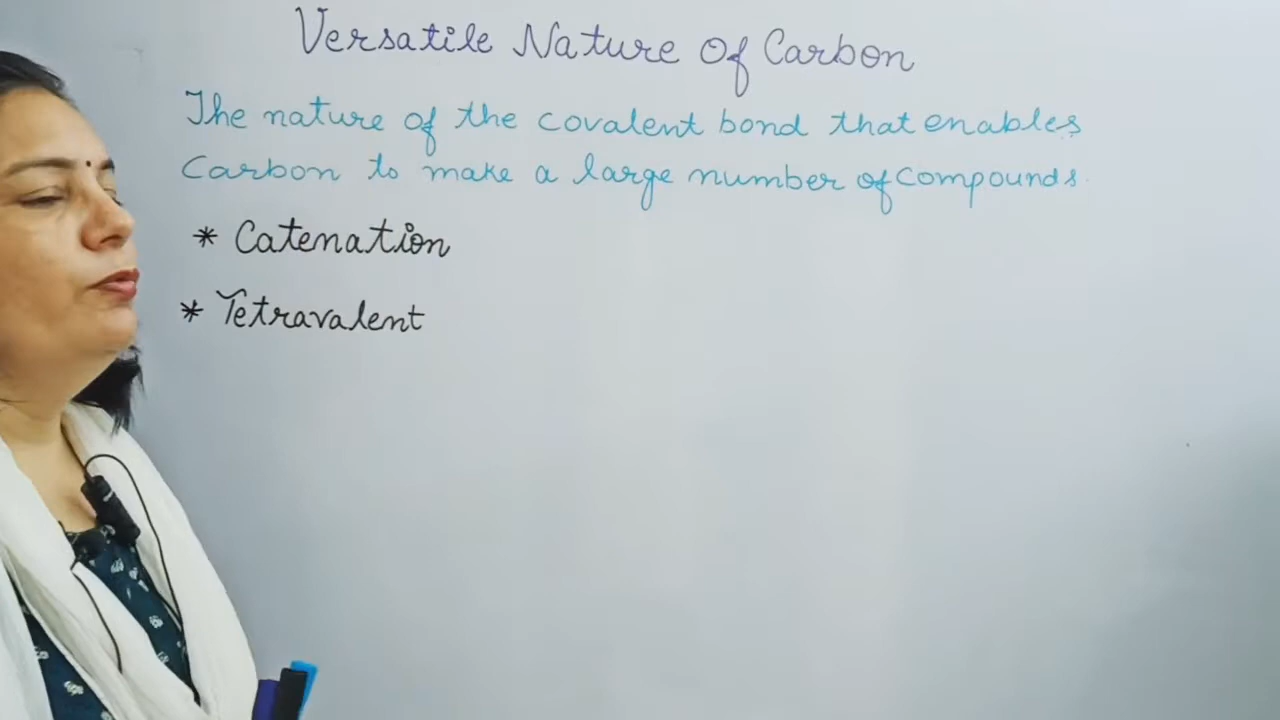 Versatile Nature Of Carbon
The nature of the covalent bond that enables
Carbon to make a large number of compounds.
* Catenation
* Tetravalent